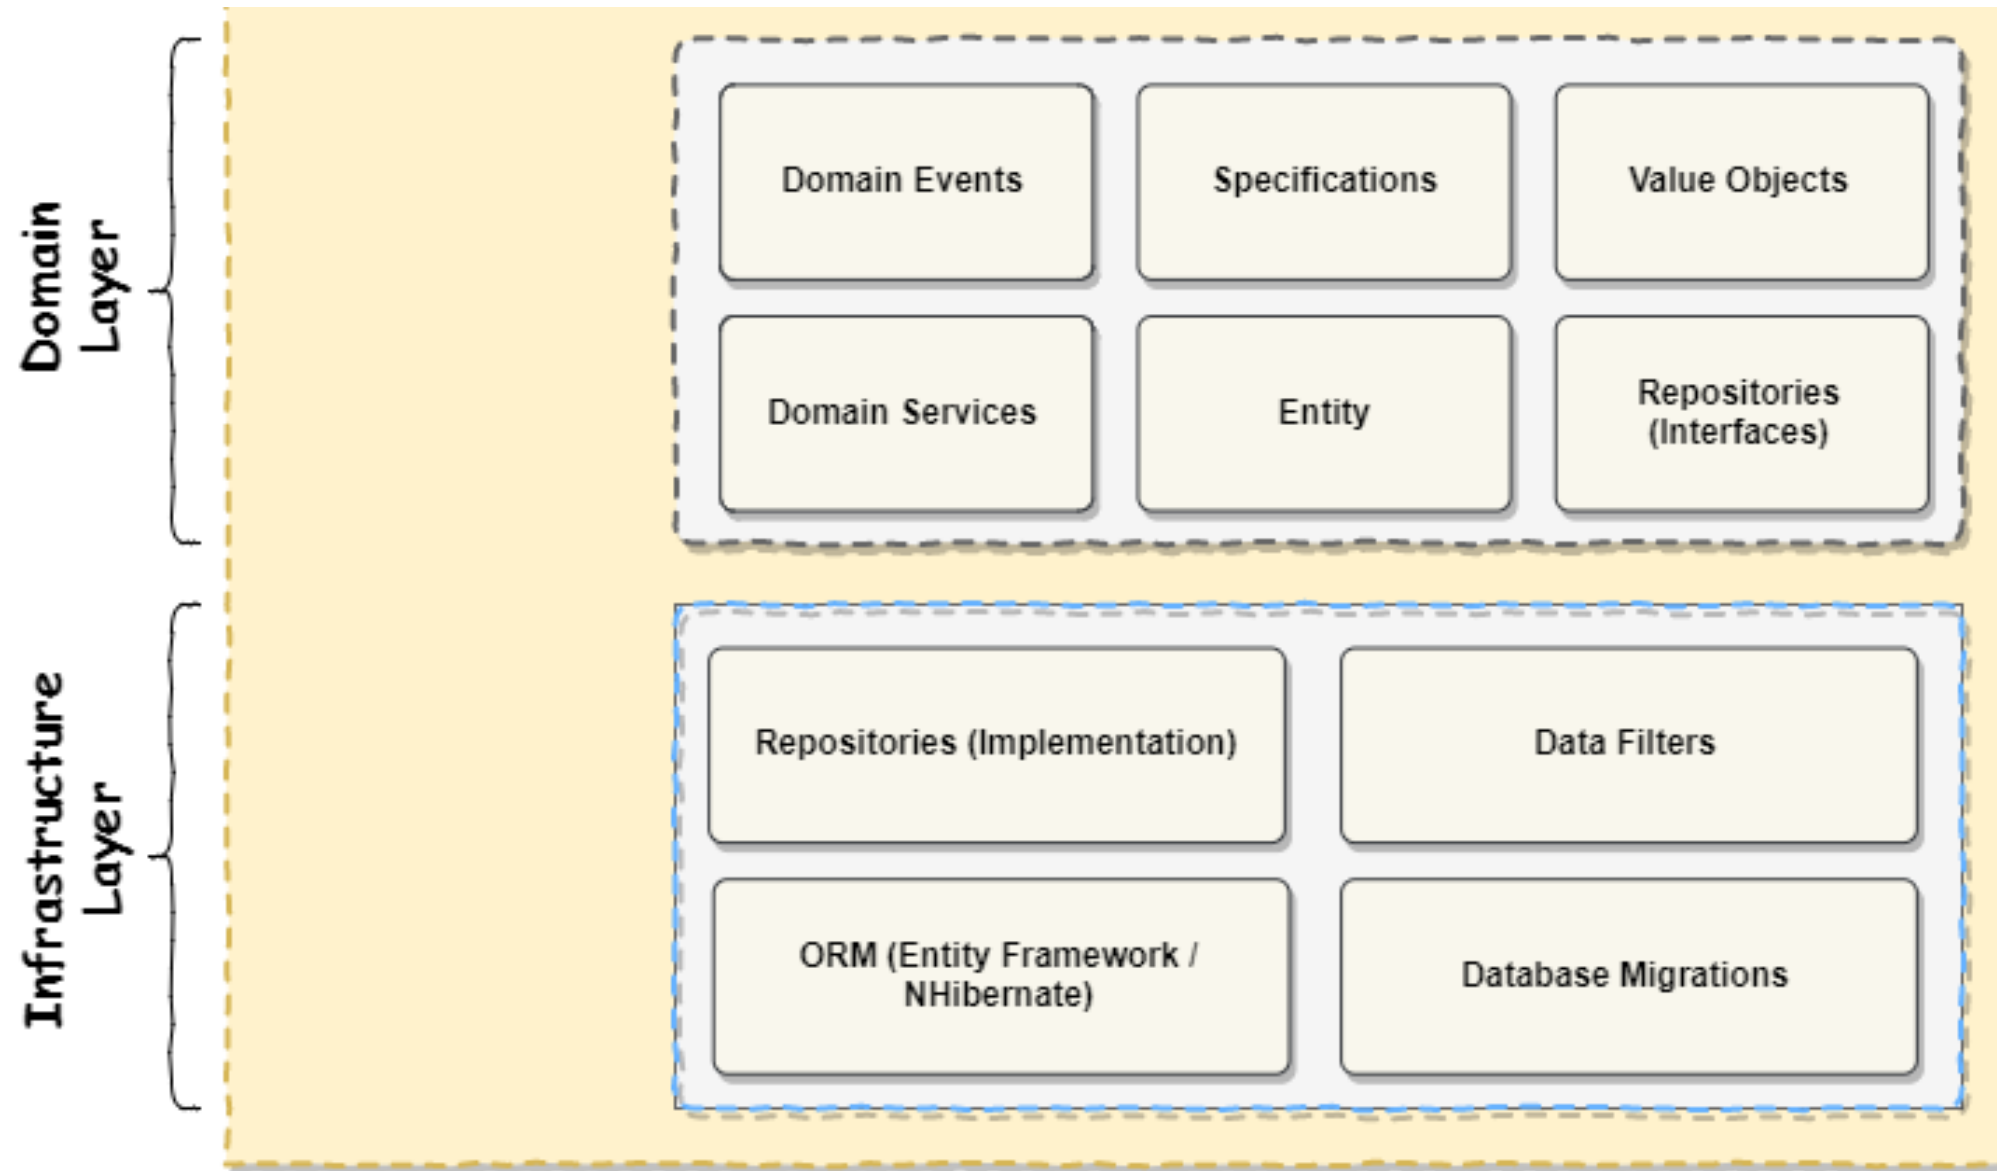 Domain
Layer
Domain Events
Specifications
Value Objects
Domain Services
Entity
Repositories
(Interfaces)
Infrastructure
Layer
Repositories (Implementation)
Data Filters
ORM (Entity Framework /
NHibernate)
Database Migrations